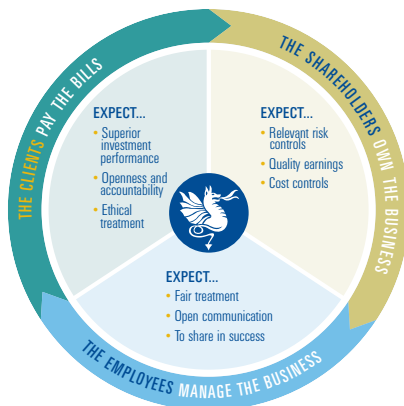 THE CLIENTS PAY THE BILLS
THE SHAREHOLDERS OWN THE BUSINESS
EXPECT...
• Superior
investment
performance
• Openness and
accountability
• Ethical
treatment
EXPECT...
• Relevant risk
controls
• Quality earnings
• Cost controls
EXPECT...
• Fair treatment
• Open communication
• To share in success
THE EMPLOYEES MANAGE THE BUSINESS